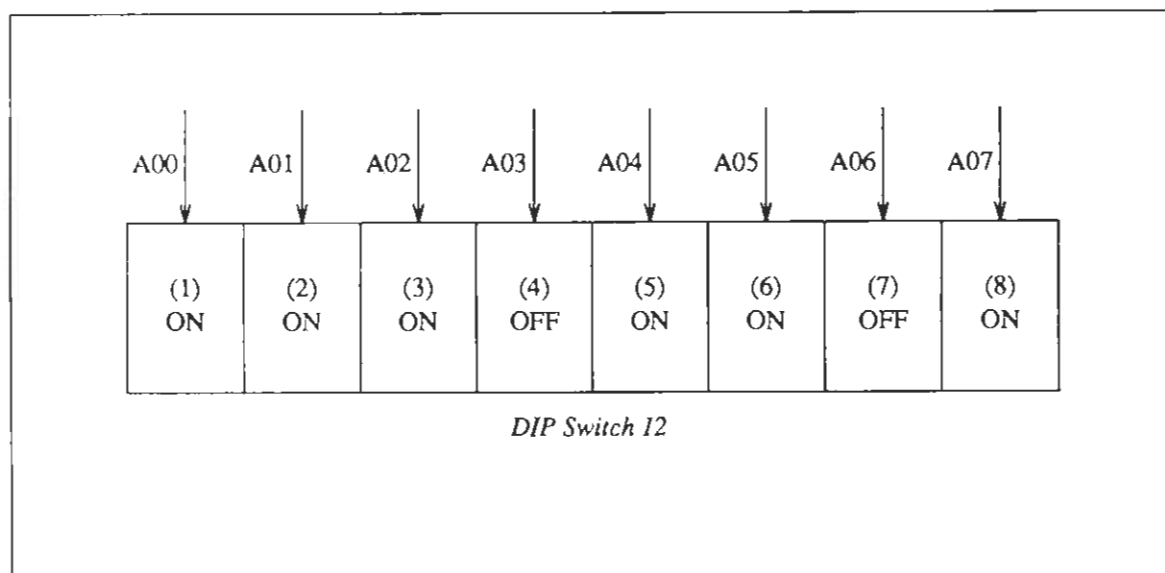 A00 A01 A02 A03 A04 A05 A06 A07
(1) (2) (3) (4) (5) (6) (7) (8)
ON ON ON OFF ON ON OFF ON
DIP Switch 12